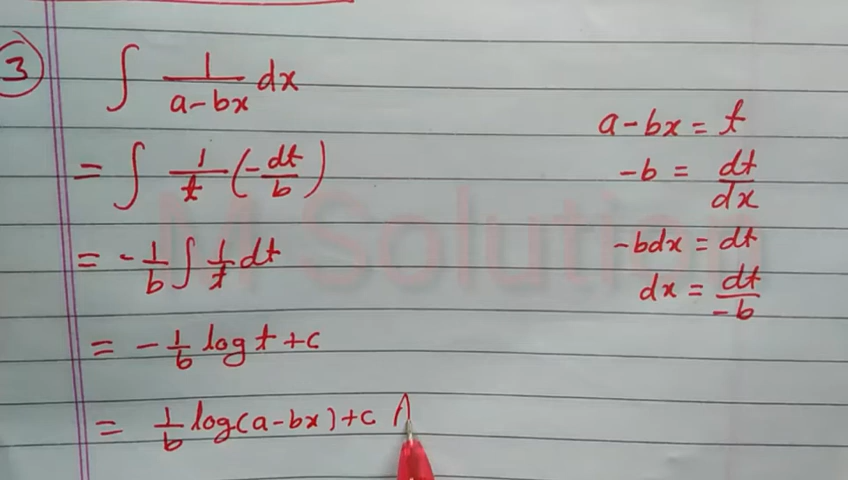 3 ∫ 1/(a-bx) dx
= ∫ 1/t (-dt/b)
= -1/b ∫ 1/t dt
= -1/b log t + c
= 1/b log(a-bx) + c A
a-bx = t
-b = dt/dx
-bdx = dt
dx = dt/-b
M Solution